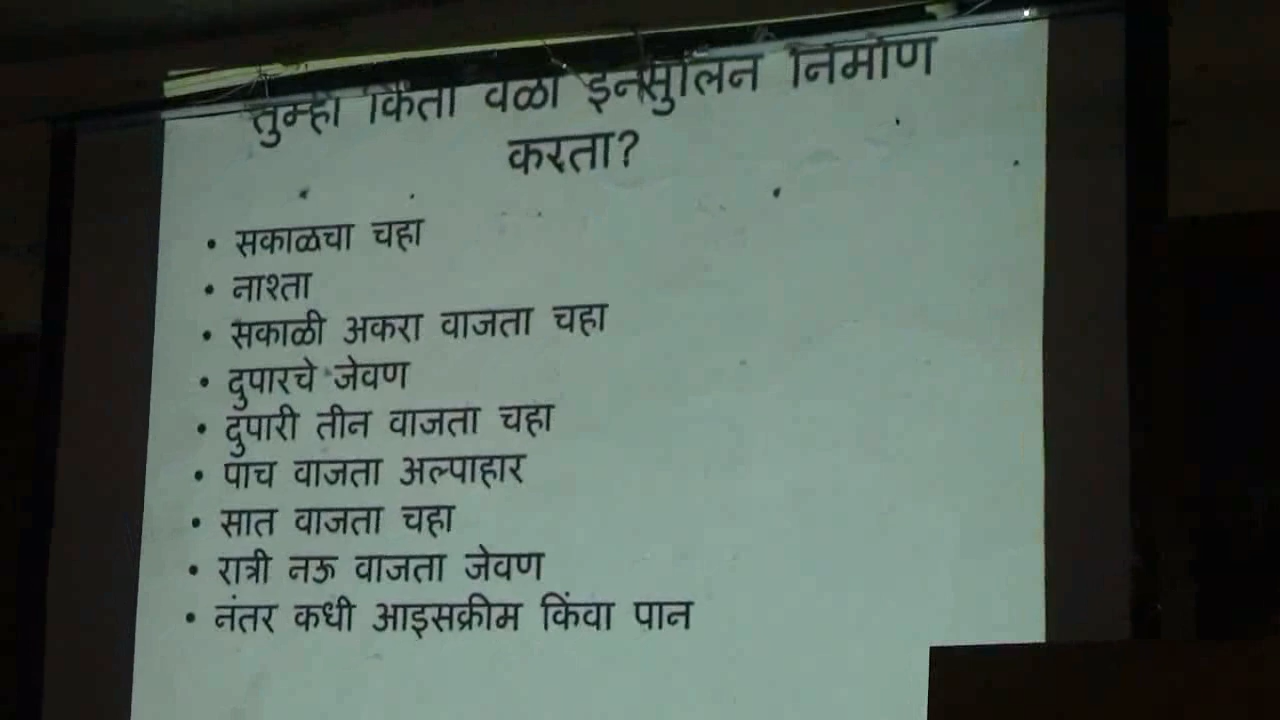 तुम्ही किती वेळा इनसुलिन निर्माण
करता?
• सकाळचा चहा
• नाश्ता
• सकाळी अकरा वाजता चहा
• दुपारचे जेवण
• दुपारी तीन वाजता चहा
• पाच वाजता अल्पाहार
• सात वाजता चहा
• रात्री नऊ वाजता जेवण
• नंतर कधी आइसक्रीम किंवा पान